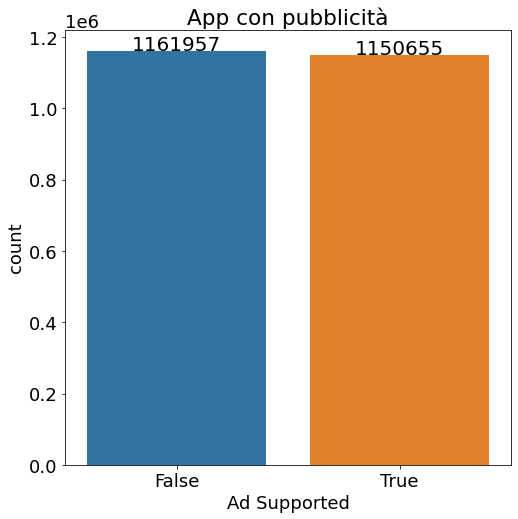 App con pubblicità
1e6
1161957
1150655
1.2
1.0
0.8
0.6
0.4
0.2
0.0
count
False
True
Ad Supported